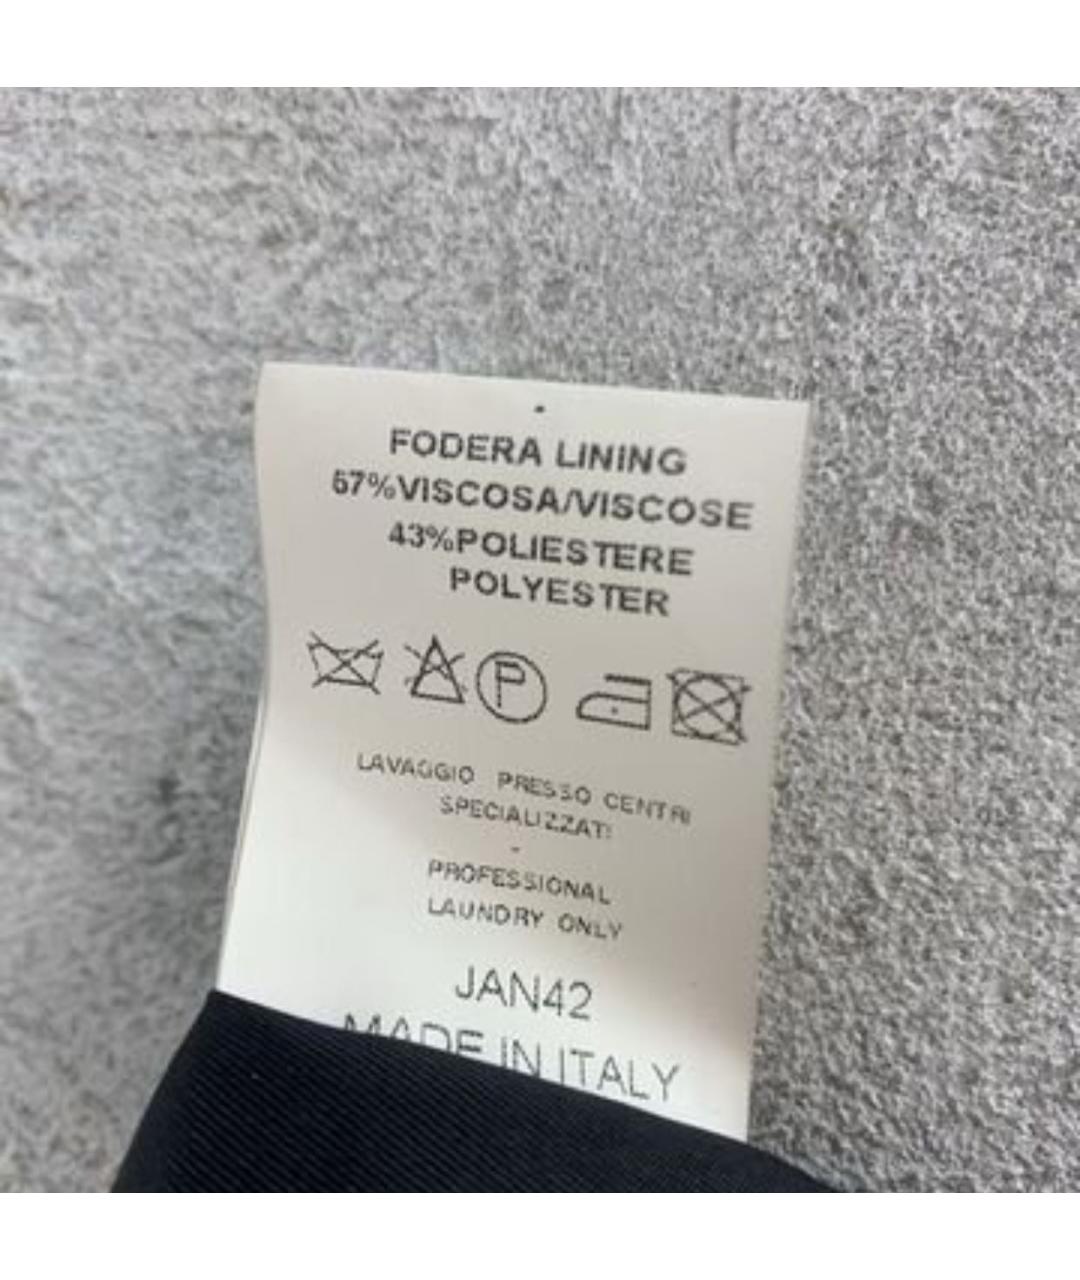 FODERA LINING
57%VISCOSA/VISCOSE
43%POLIESTERE
POLYESTER
P
LAVAGGIO PRESSO CENTRI
SPECIALIZZATI
-
PROFESSIONAL
LAUNDRY ONLY
JAN42
MADE IN ITALY